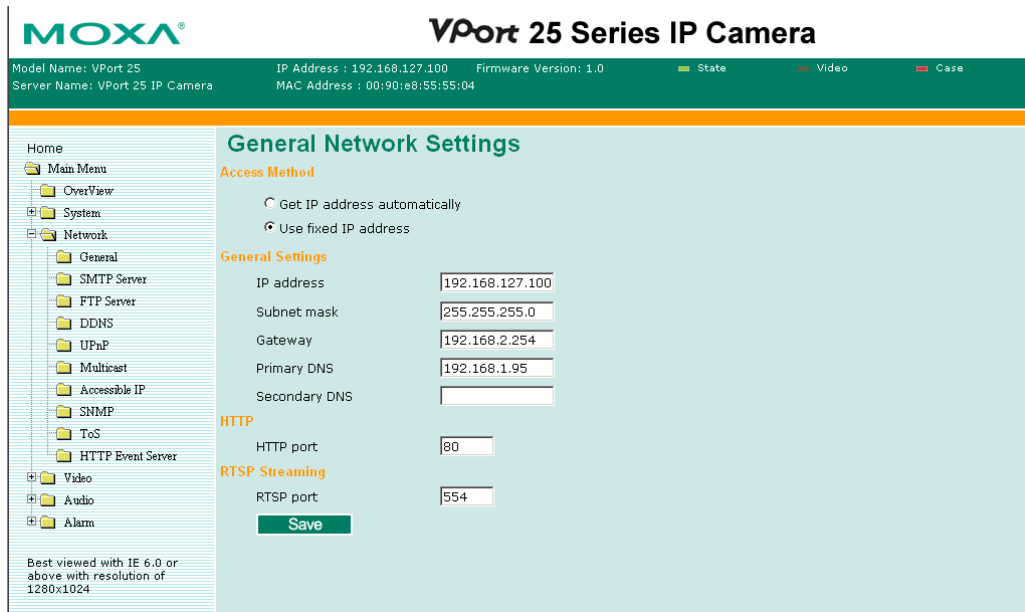 MOXA®
VPort 25 Series IP Camera
Model Name: VPort 25
IP Address : 192.168.127.100
Firmware Version: 1.0
State
Video
Case
Server Name: VPort 25 IP Camera
MAC Address : 00:90:e8:55:55:04
Home
Main Menu
OverView
System
Network
General
SMTP Server
FTP Server
DDNS
UPnP
Multicast
Accessible IP
SNMP
ToS
HTTP Event Server
Video
Audio
Alarm
Best viewed with IE 6.0 or
above with resolution of
1280x1024
General Network Settings
Access Method
Get IP address automatically
Use fixed IP address
General Settings
IP address 192.168.127.100
Subnet mask 255.255.255.0
Gateway 192.168.2.254
Primary DNS 192.168.1.95
Secondary DNS
HTTP
HTTP port 80
RTSP Streaming
RTSP port 554
Save